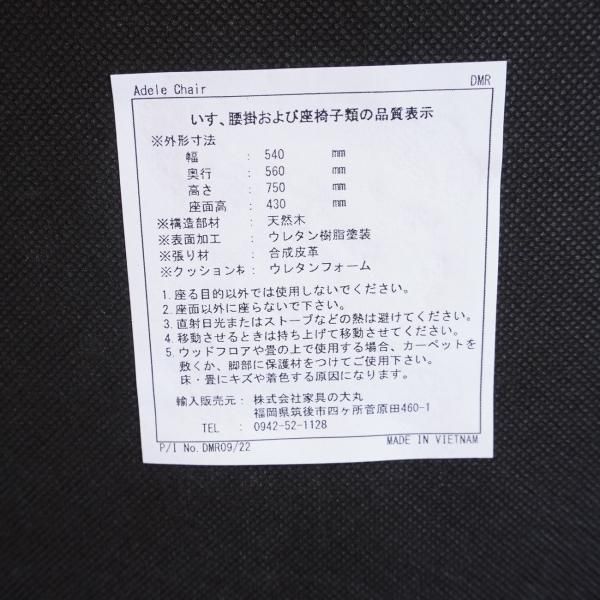 Adele Chair DMR
いす、腰掛および座椅子類の品質表示
※外形寸法
幅 : 540 mm
奥行 : 560 mm
高さ : 750 mm
座面高 : 430 mm
※構造部材 : 天然木
※表面加工 : ウレタン樹脂塗装
※張り材 : 合成皮革
※クッション材 : ウレタンフォーム
1. 座る目的以外では使用しないでください。
2. 座面以外に座らないで下さい。
3. 直射日光またはストーブなどの熱は避けてください。
4. 移動させるときは持ち上げて移動させてください。
5. ウッドフロアや畳の上で使用する場合、カーペットを
敷くか、脚部に保護材をつけてご使用下さい。
床・畳にキズや着色する原因になります。
輸入販売元 : 株式会社家具の大丸
福岡県筑後市四ヶ所菅原田460-1
TEL : 0942-52-1128
P/I No. DMR09/22 MADE IN VIETNAM